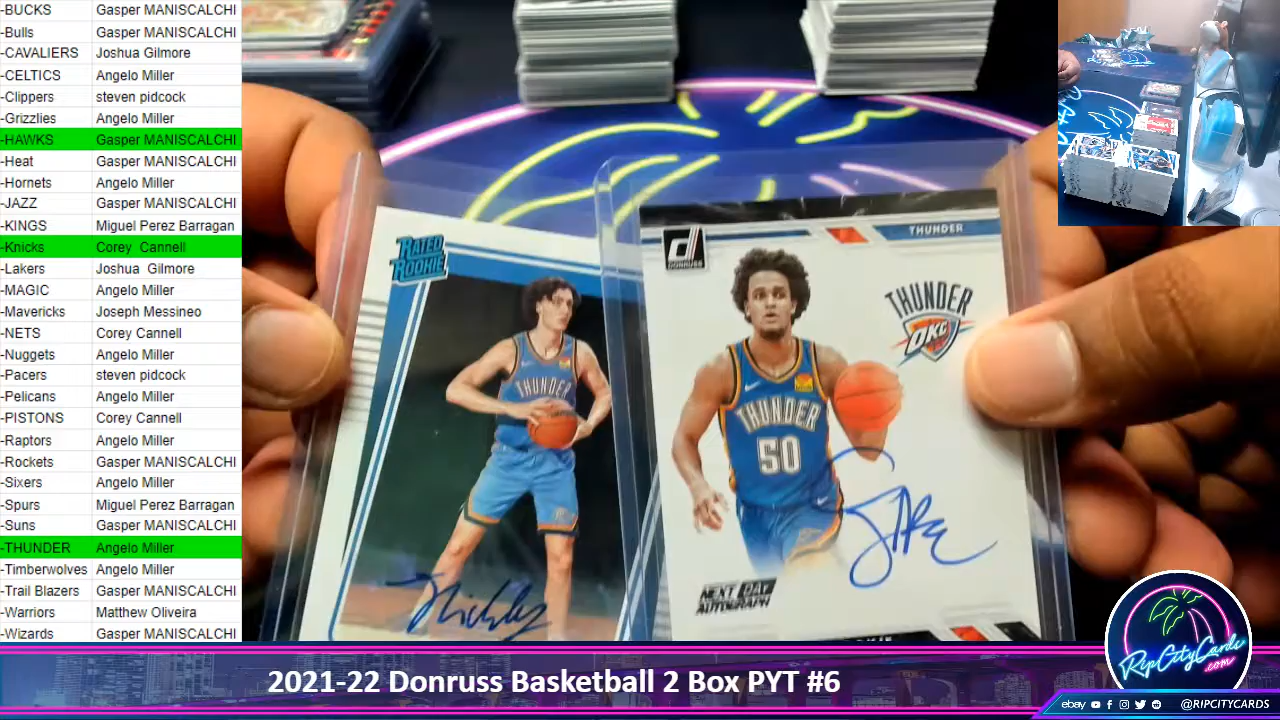 -BUCKS Gasper MANISCALCHI
-Bulls Gasper MANISCALCHI
-CAVALIERS Joshua Gilmore
-CELTICS Angelo Miller
-Clippers steven pidcock
-Grizzlies Angelo Miller
-HAWKS Gasper MANISCALCHI
-Heat Gasper MANISCALCHI
-Hornets Angelo Miller
-JAZZ Gasper MANISCALCHI
-KINGS Miguel Perez Barragan
-Knicks Corey Cannell
-Lakers Joshua Gilmore
-MAGIC Angelo Miller
-Mavericks Joseph Messineo
-NETS Corey Cannell
-Nuggets Angelo Miller
-Pacers steven pidcock
-Pelicans Angelo Miller
-PISTONS Corey Cannell
-Raptors Angelo Miller
-Rockets Gasper MANISCALCHI
-Sixers Angelo Miller
-Spurs Miguel Perez Barragan
-Suns Gasper MANISCALCHI
-THUNDER Angelo Miller
-Timberwolves Angelo Miller
-Trail Blazers Gasper MANISCALCHI
-Warriors Matthew Oliveira
-Wizards Gasper MANISCALCHI
RATED
ROOKIE
THUNDER
DONRUSS
THUNDER
THUNDER
OKC
THUNDER
50
NEXT DAY
AUTOGRAPH
2021-22 Donruss Basketball 2 Box PYT #6
RipCityCards
.com
ebay @RIPCITYCARDS